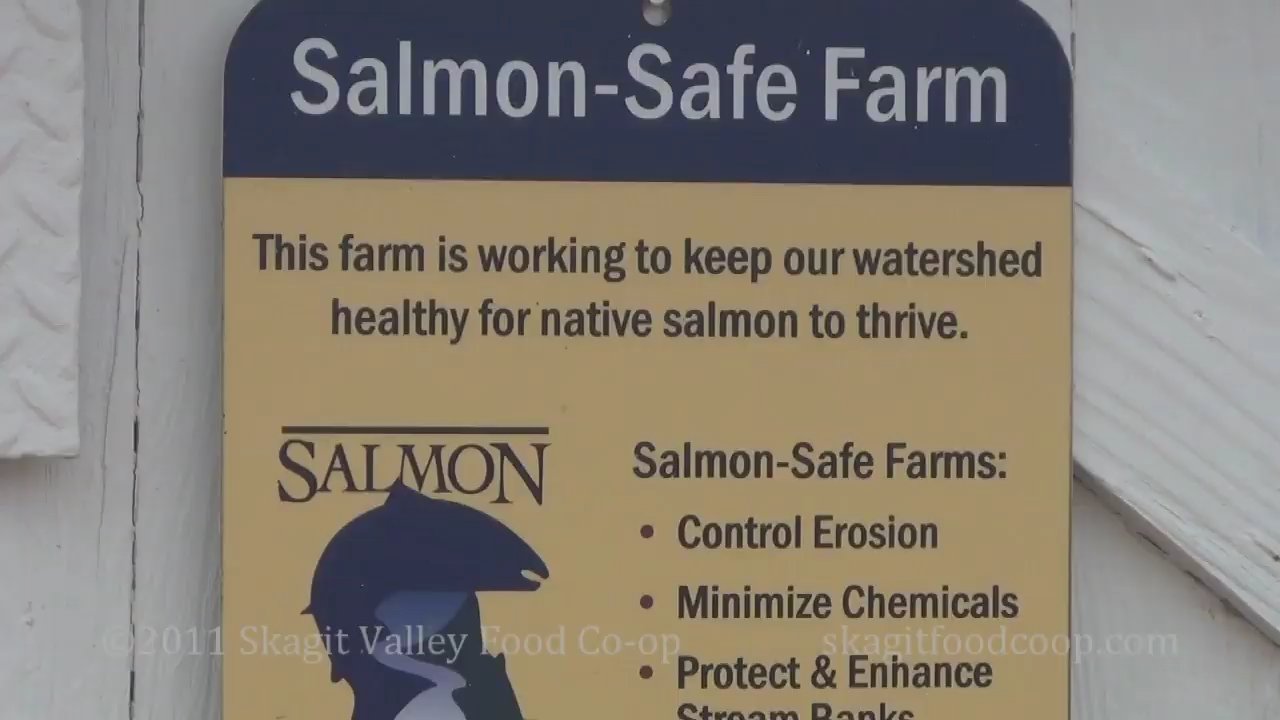 Salmon-Safe Farm
This farm is working to keep our watershed
healthy for native salmon to thrive.
SALMON
Salmon-Safe Farms:
• Control Erosion
• Minimize Chemicals
• Protect & Enhance
Stream Banks
©2011 Skagit Valley Food Co-op
skagitfoodcoop.com